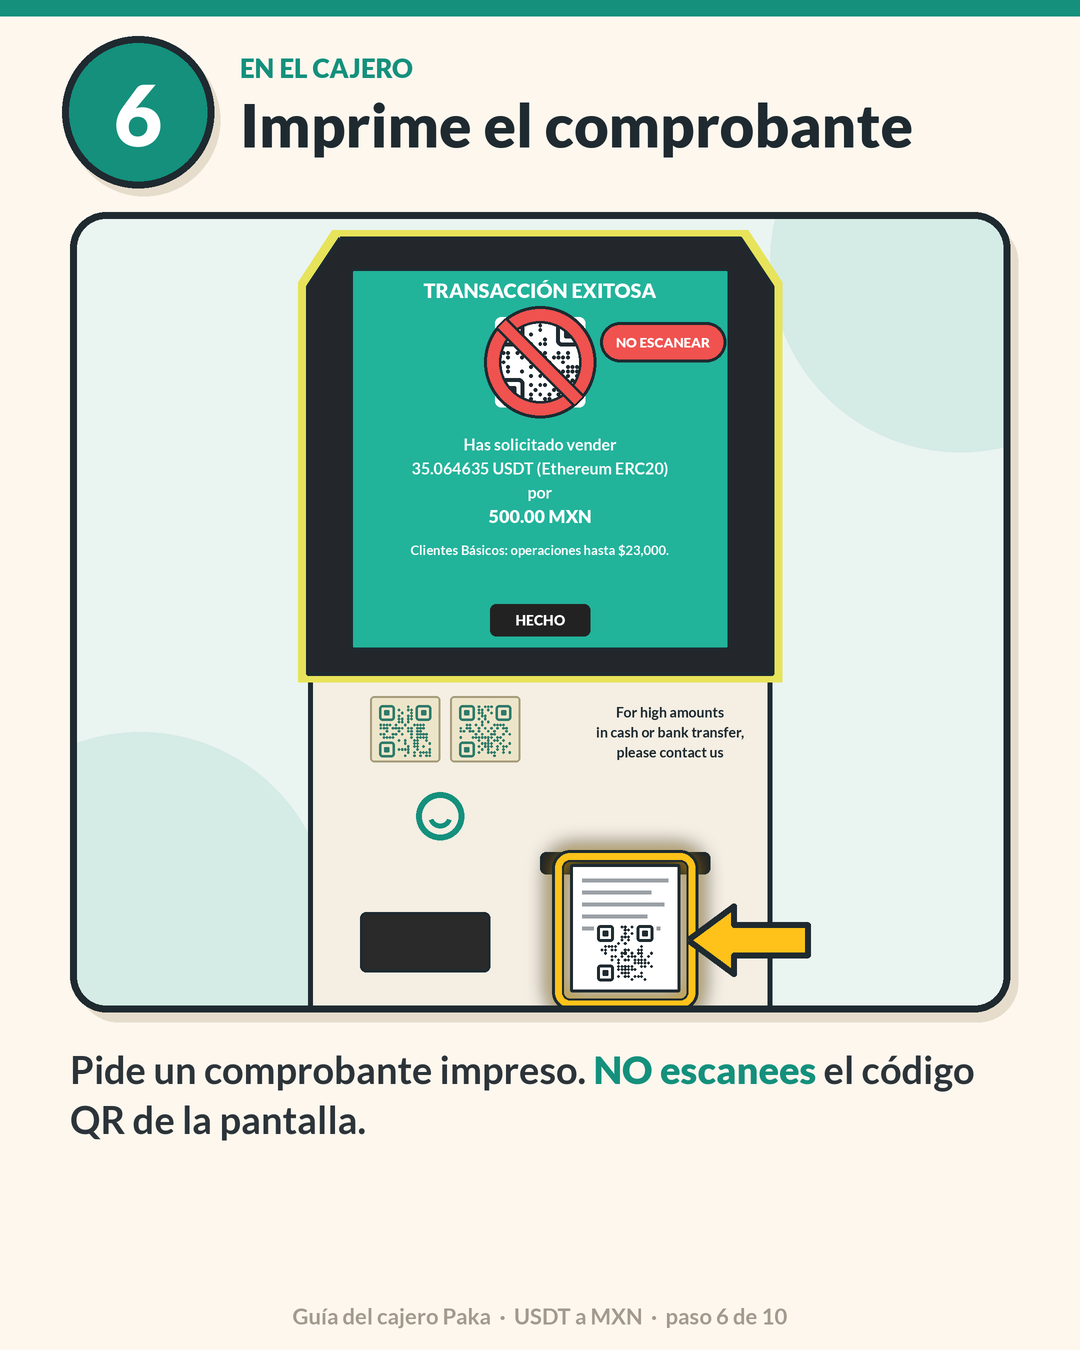 6
EN EL CAJERO
Imprime el comprobante
TRANSACCIÓN EXITOSA
NO ESCANEAR
Has solicitado vender
35.064635 USDT (Ethereum ERC20)
por
500.00 MXN
Clientes Básicos: operaciones hasta $23,000.
HECHO
For high amounts
in cash or bank transfer,
please contact us
Pide un comprobante impreso. NO escanees el código
QR de la pantalla.
Guía del cajero Paka · USDT a MXN · paso 6 de 10